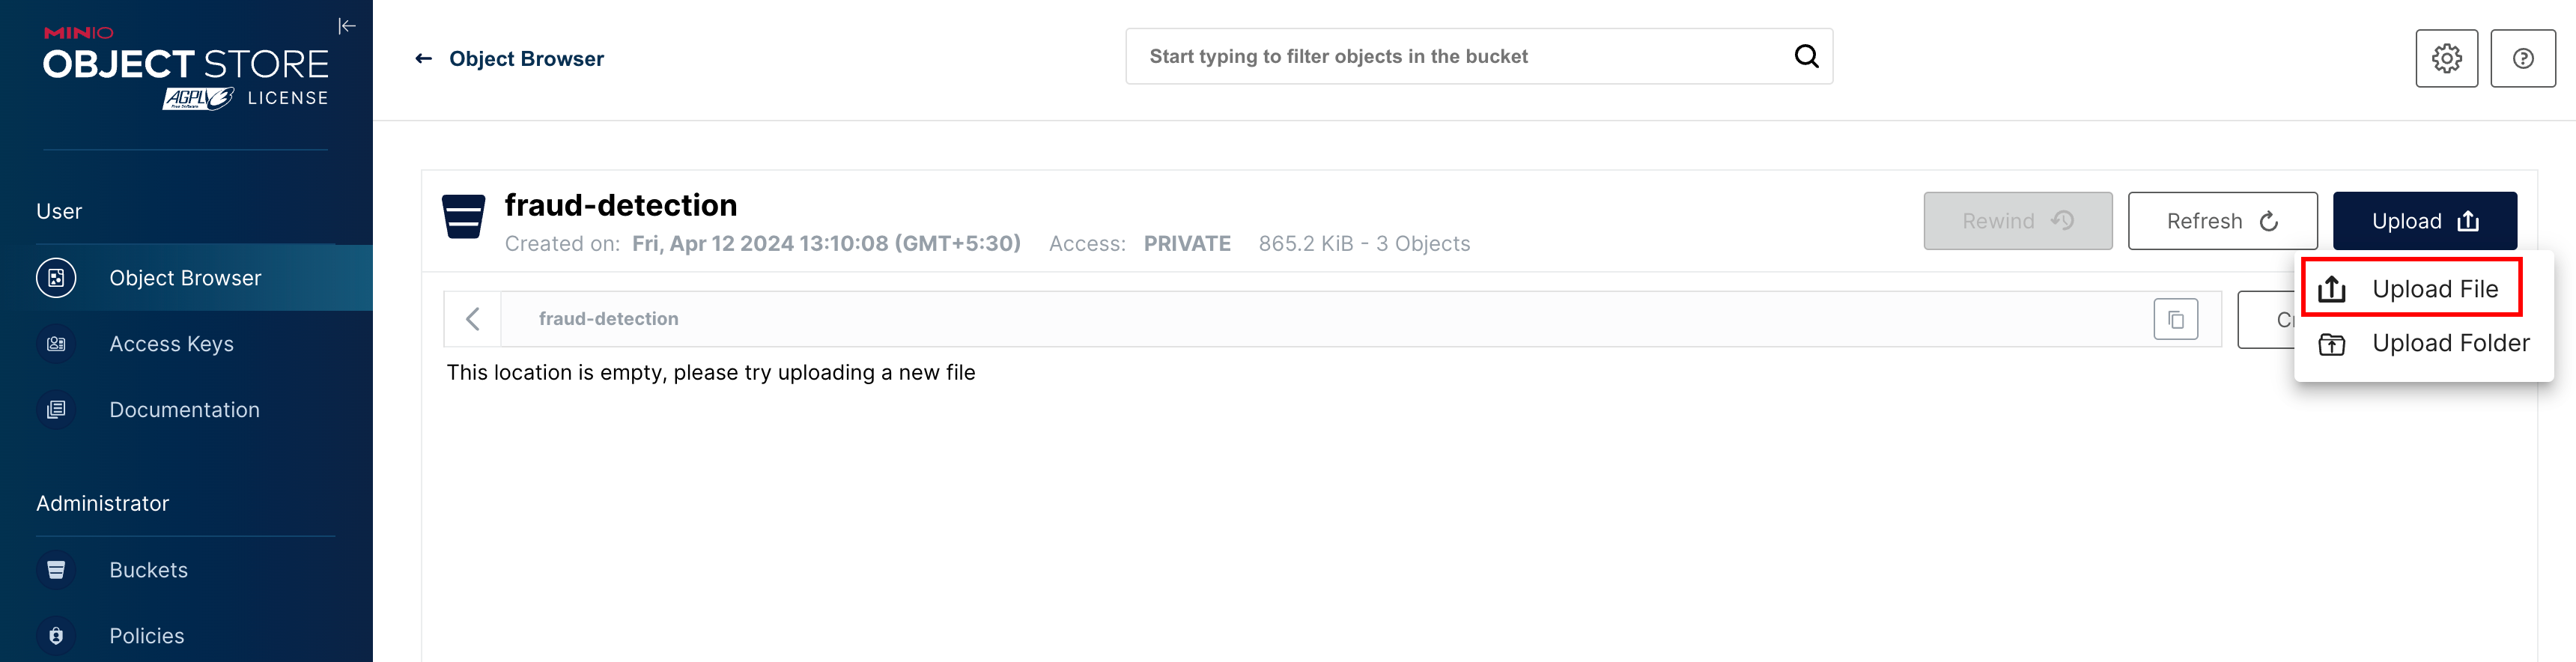 MINIO
OBJECT STORE
AGPLv3 LICENSE
Free Software
User
Object Browser
Access Keys
Documentation
Administrator
Buckets
Policies
Object Browser
Start typing to filter objects in the bucket
fraud-detection
Created on: Fri, Apr 12 2024 13:10:08 (GMT+5:30) Access: PRIVATE 865.2 KiB - 3 Objects
Rewind
Refresh
Upload
Upload File
Upload Folder
fraud-detection
This location is empty, please try uploading a new file